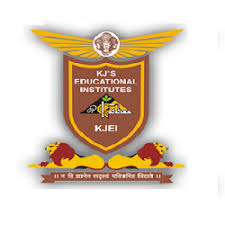 KJ'S
EDUCATIONAL
INSTITUTES
KJEI
।। न हि ज्ञानेन सदृशं पवित्रमिह विद्यते ।।